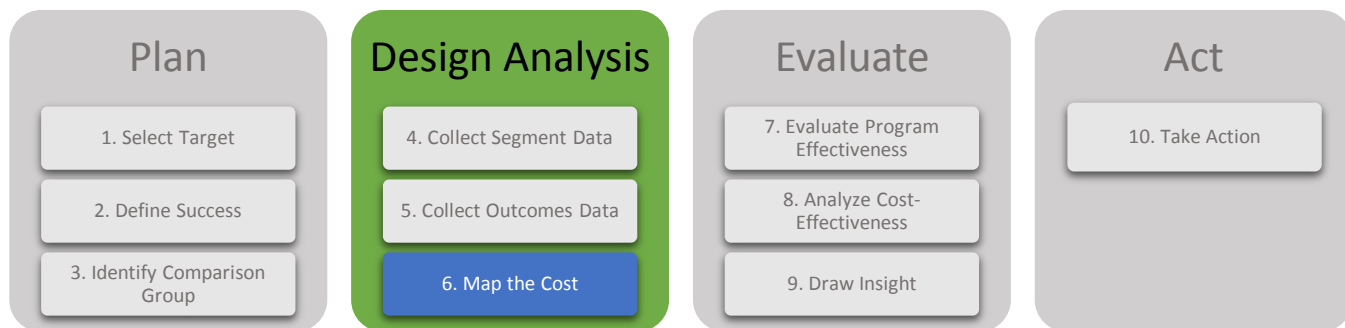 Plan
1. Select Target
2. Define Success
3. Identify Comparison
Group
Design Analysis
4. Collect Segment Data
5. Collect Outcomes Data
6. Map the Cost
Evaluate
7. Evaluate Program
Effectiveness
8. Analyze Cost-
Effectiveness
9. Draw Insight
Act
10. Take Action